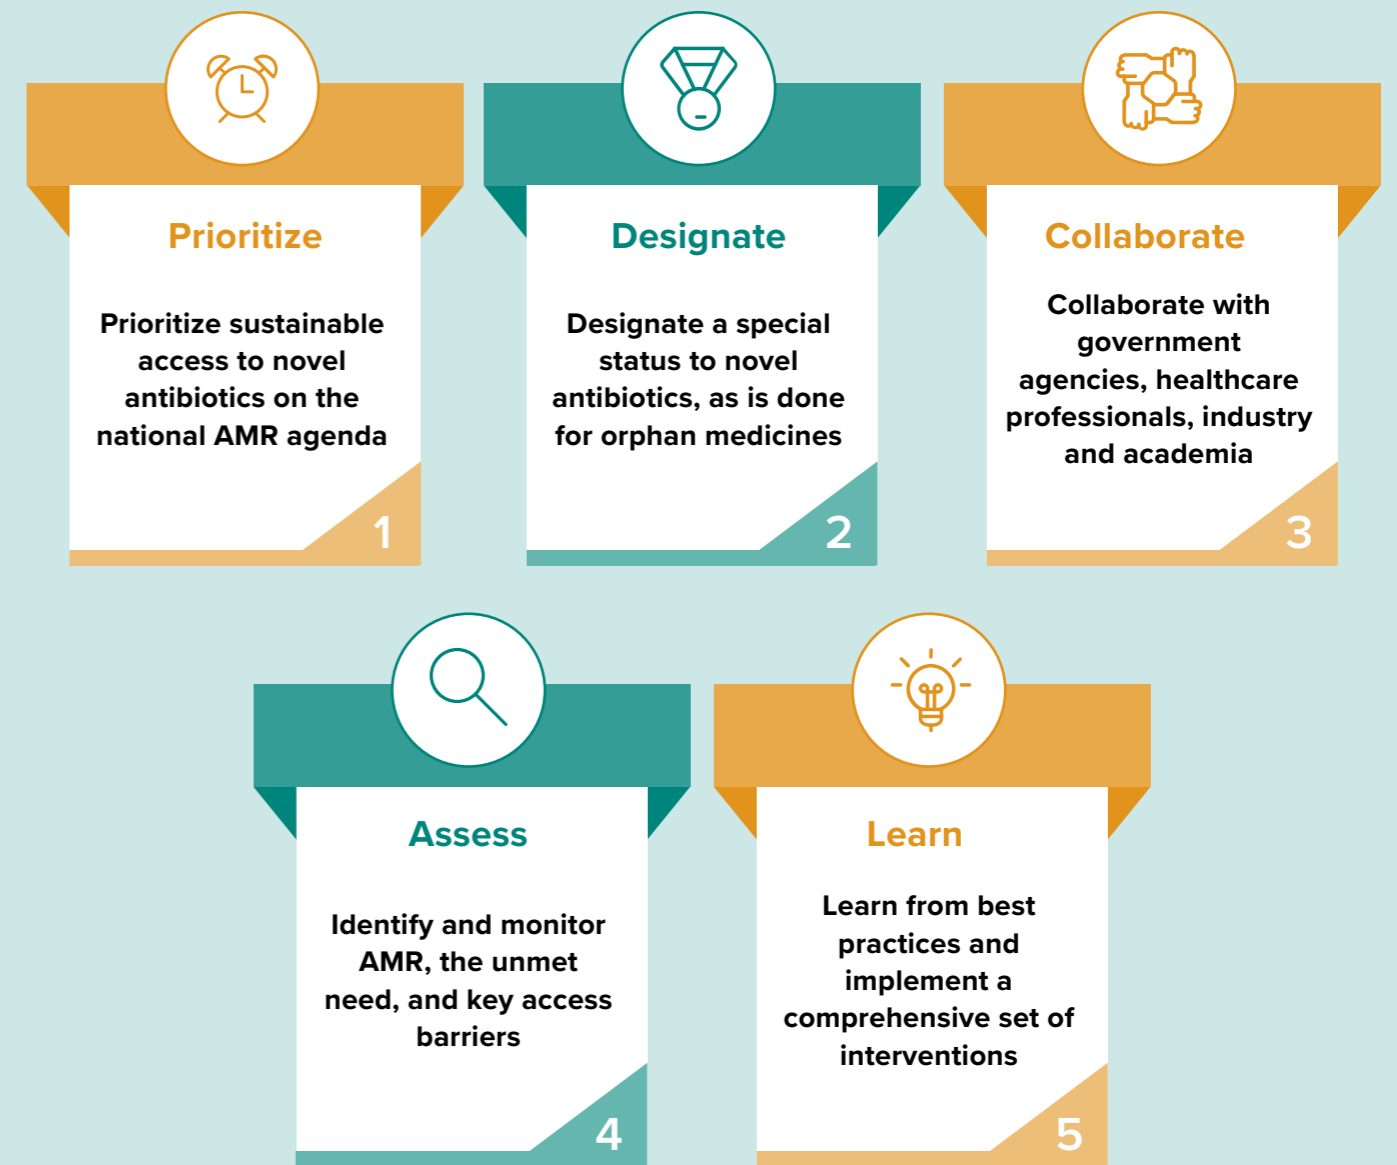 Prioritize
Prioritize sustainable
access to novel
antibiotics on the
national AMR agenda
1
Designate
Designate a special
status to novel
antibiotics, as is done
for orphan medicines
2
Collaborate
Collaborate with
government
agencies, healthcare
professionals, industry
and academia
3
Assess
Identify and monitor
AMR, the unmet
need, and key access
barriers
4
Learn
Learn from best
practices and
implement a
comprehensive set of
interventions
5